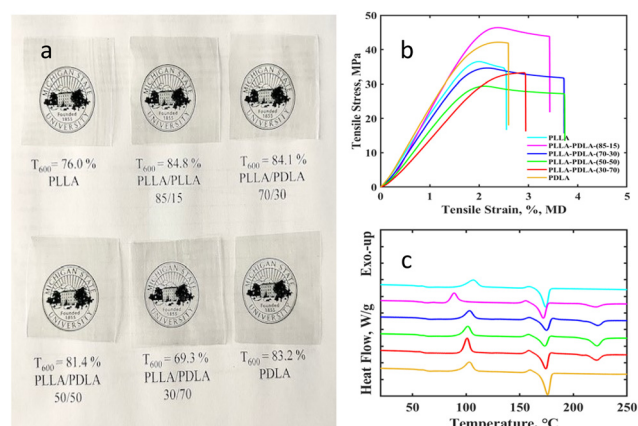 a
MICHIGAN STATE
Founded
1855
UNIVERSITY
MICHIGAN STATE
Founded
1855
UNIVERSITY
MICHIGAN STATE
Founded
1855
UNIVERSITY
T600 = 76.0 %
PLLA
T600 = 84.8 %
PLLA/PLLA
85/15
T600 = 84.1 %
PLLA/PDLA
70/30
MICHIGAN STATE
Founded
1855
UNIVERSITY
MICHIGAN STATE
Founded
1855
UNIVERSITY
MICHIGAN STATE
Founded
1855
UNIVERSITY
T600 = 81.4 %
PLLA/PDLA
50/50
T600 = 69.3 %
PLLA/PDLA
30/70
T600 = 83.2 %
PDLA
b
Tensile Stress, MPa
50
40
30
20
10
0
PLLA
PLLA-PDLA-(85-15)
PLLA-PDLA-(70-30)
PLLA-PDLA-(50-50)
PLLA-PDLA-(30-70)
PDLA
0 1 2 3 4 5
Tensile Strain, %, MD
c
Heat Flow, W/g
Exo.-up
50 100 150 200 250
Temperature, °C